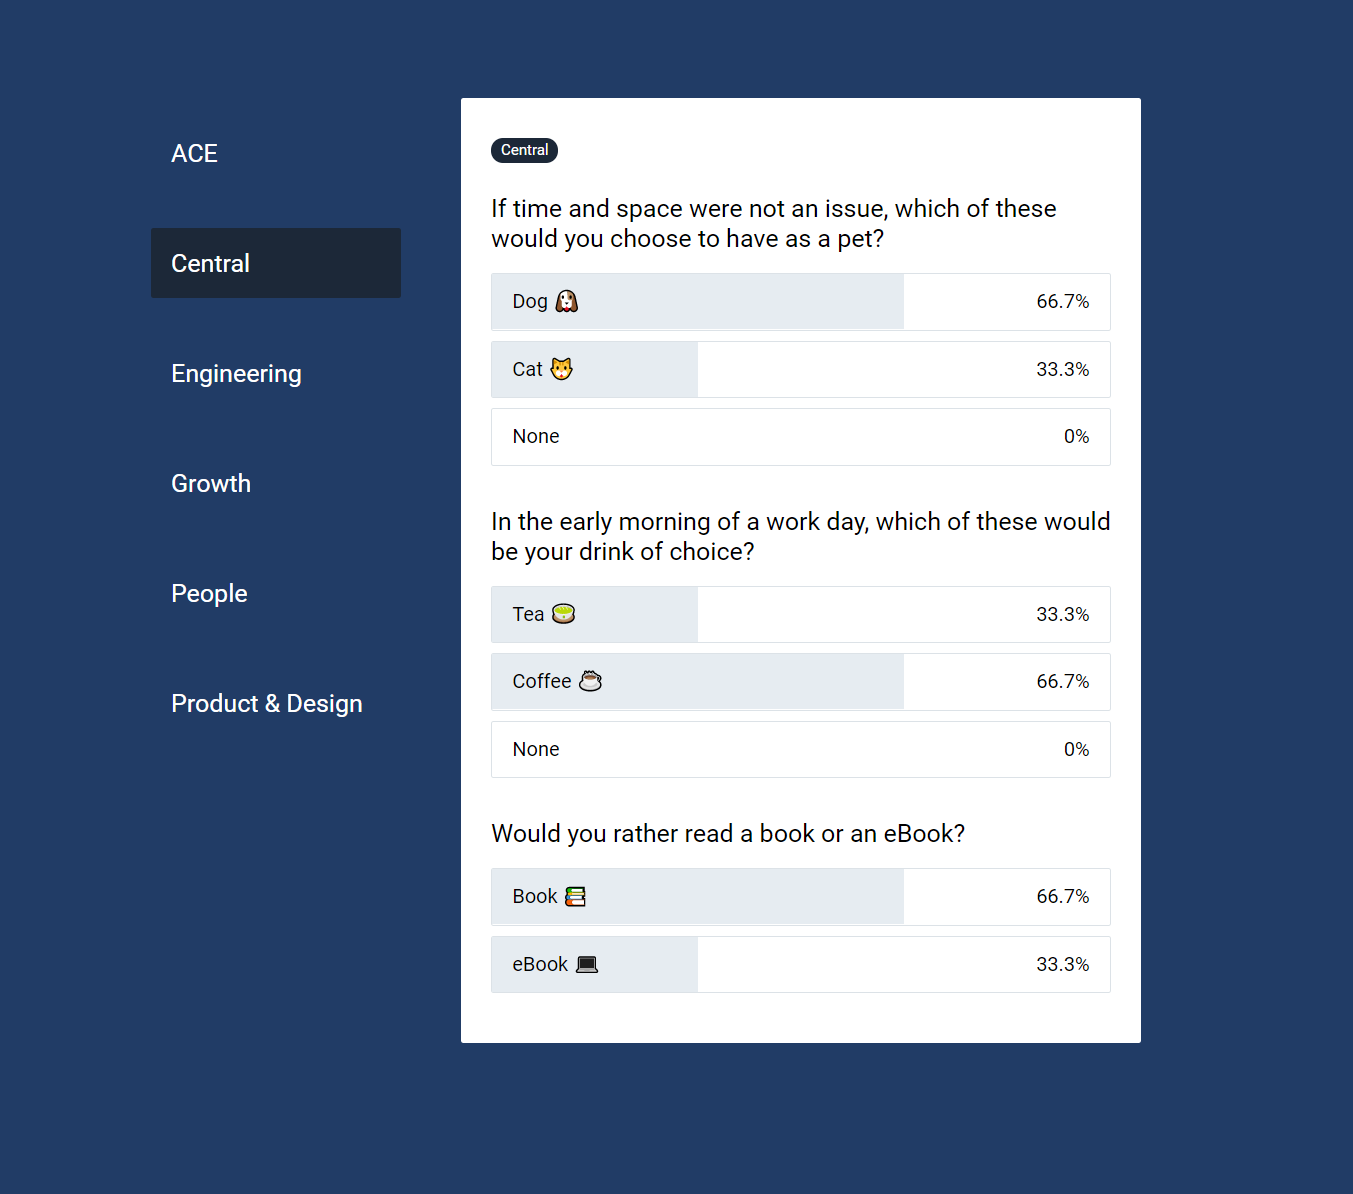 ACE
Central
Engineering
Growth
People
Product & Design
Central
If time and space were not an issue, which of these
would you choose to have as a pet?
Dog 🐶 66.7%
Cat 🐱 33.3%
None 0%
In the early morning of a work day, which of these would
be your drink of choice?
Tea 🍵 33.3%
Coffee ☕ 66.7%
None 0%
Would you rather read a book or an eBook?
Book 📚 66.7%
eBook 💻 33.3%